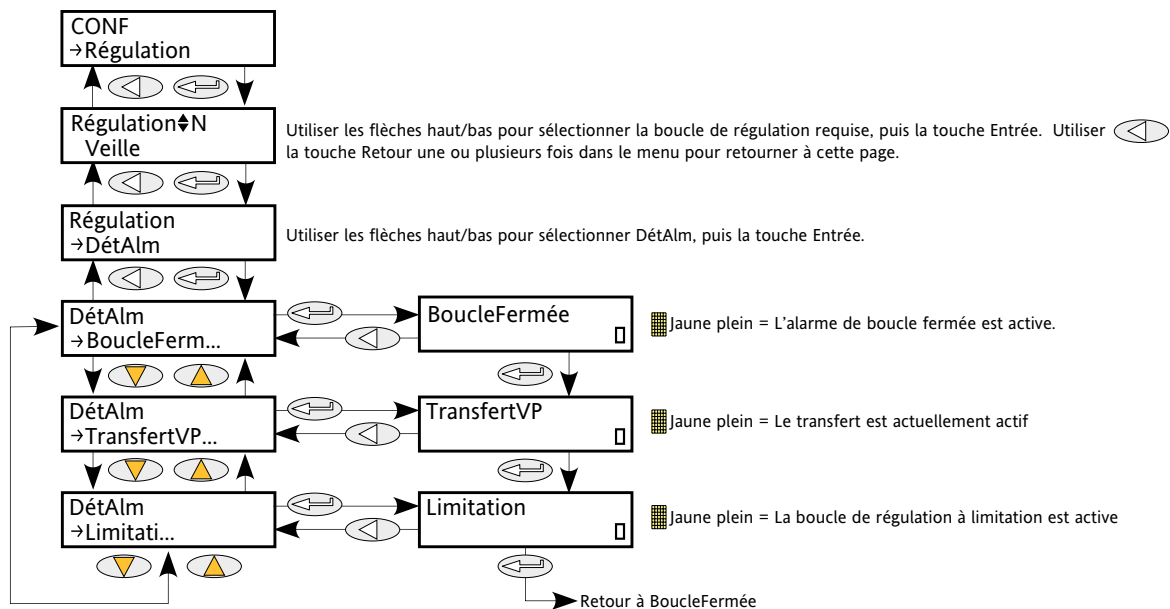 CONF
→Régulation
Régulation♦N
Veille
Utiliser les flèches haut/bas pour sélectionner la boucle de régulation requise, puis la touche Entrée. Utiliser
la touche Retour une ou plusieurs fois dans le menu pour retourner à cette page.
Régulation
→DétAlm
Utiliser les flèches haut/bas pour sélectionner DétAlm, puis la touche Entrée.
DétAlm
→BoucleFerm...
BoucleFermée
Jaune plein = L'alarme de boucle fermée est active.
DétAlm
→TransfertVP...
TransfertVP
Jaune plein = Le transfert est actuellement actif
DétAlm
→Limitati...
Limitation
Jaune plein = La boucle de régulation à limitation est active
Retour à BoucleFermée